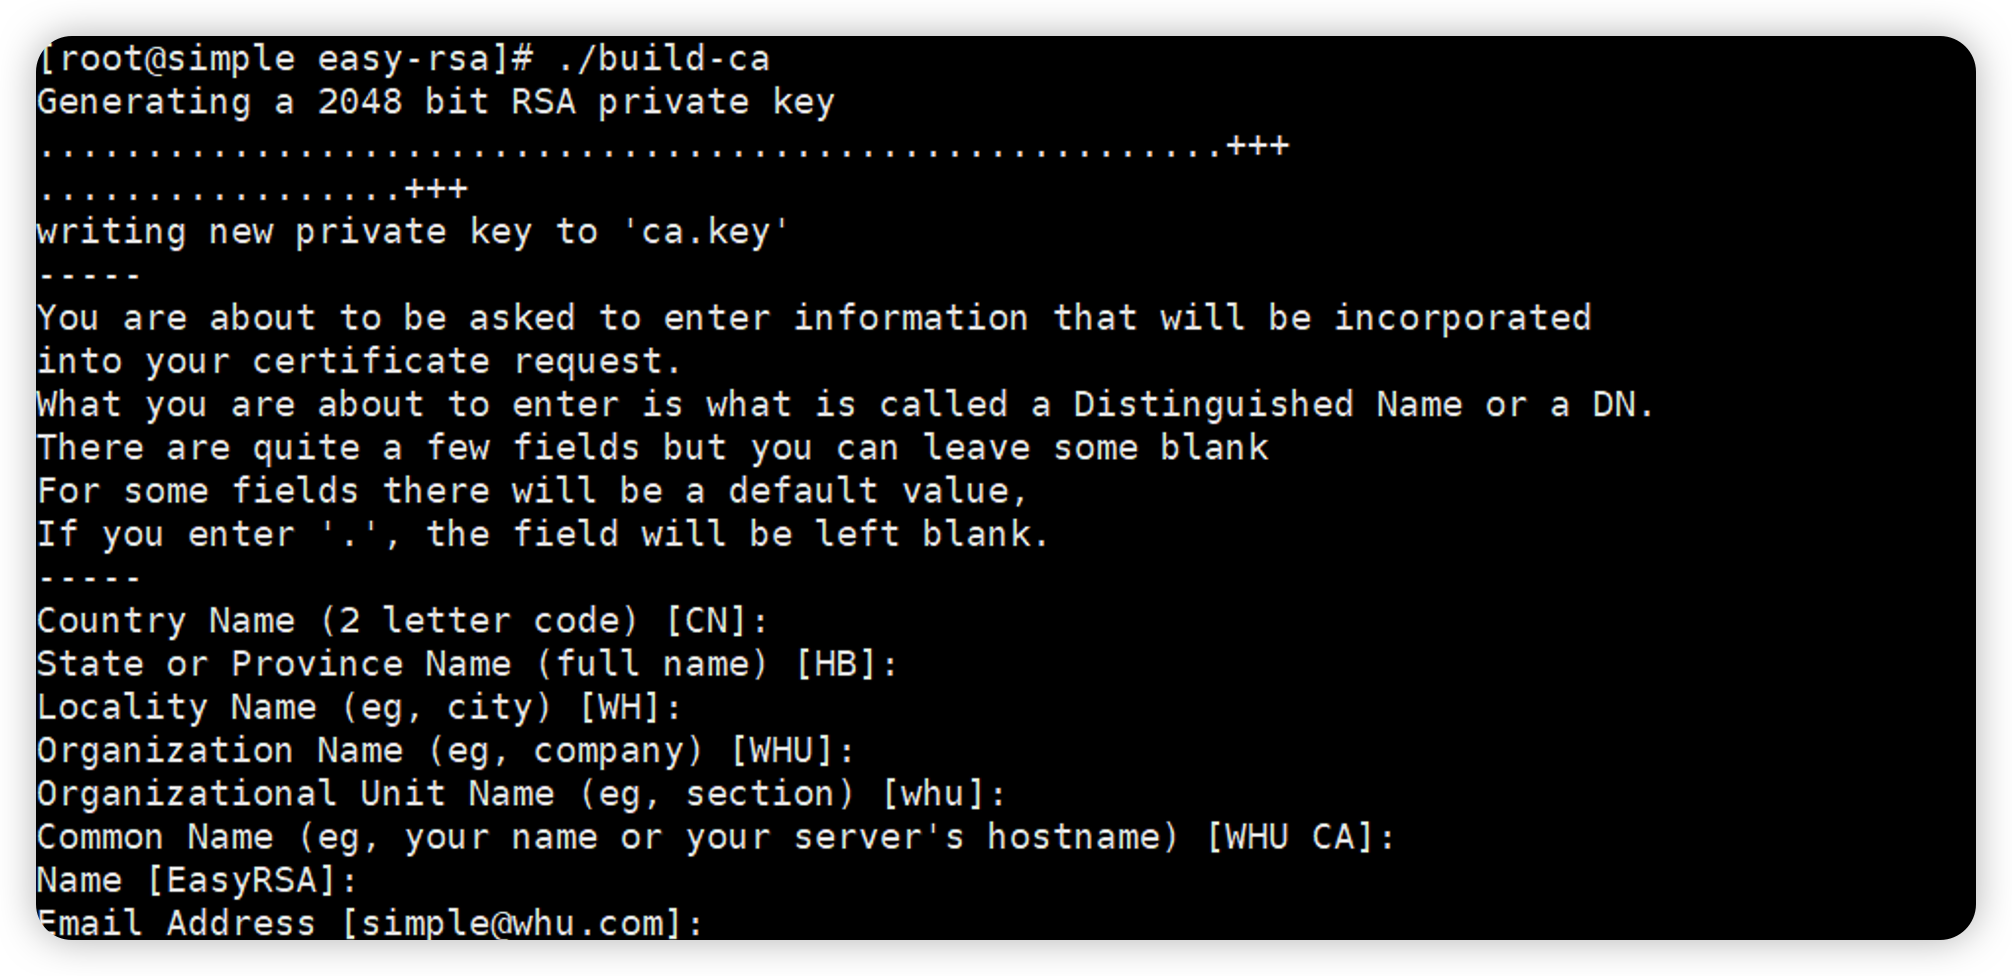 [root@simple easy-rsa]# ./build-ca
Generating a 2048 bit RSA private key
.......................................................+++
.................+++
writing new private key to 'ca.key'
-----
You are about to be asked to enter information that will be incorporated
into your certificate request.
What you are about to enter is what is called a Distinguished Name or a DN.
There are quite a few fields but you can leave some blank
For some fields there will be a default value,
If you enter '.', the field will be left blank.
-----
Country Name (2 letter code) [CN]:
State or Province Name (full name) [HB]:
Locality Name (eg, city) [WH]:
Organization Name (eg, company) [WHU]:
Organizational Unit Name (eg, section) [whu]:
Common Name (eg, your name or your server's hostname) [WHU CA]:
Name [EasyRSA]:
Email Address [simple@whu.com]: